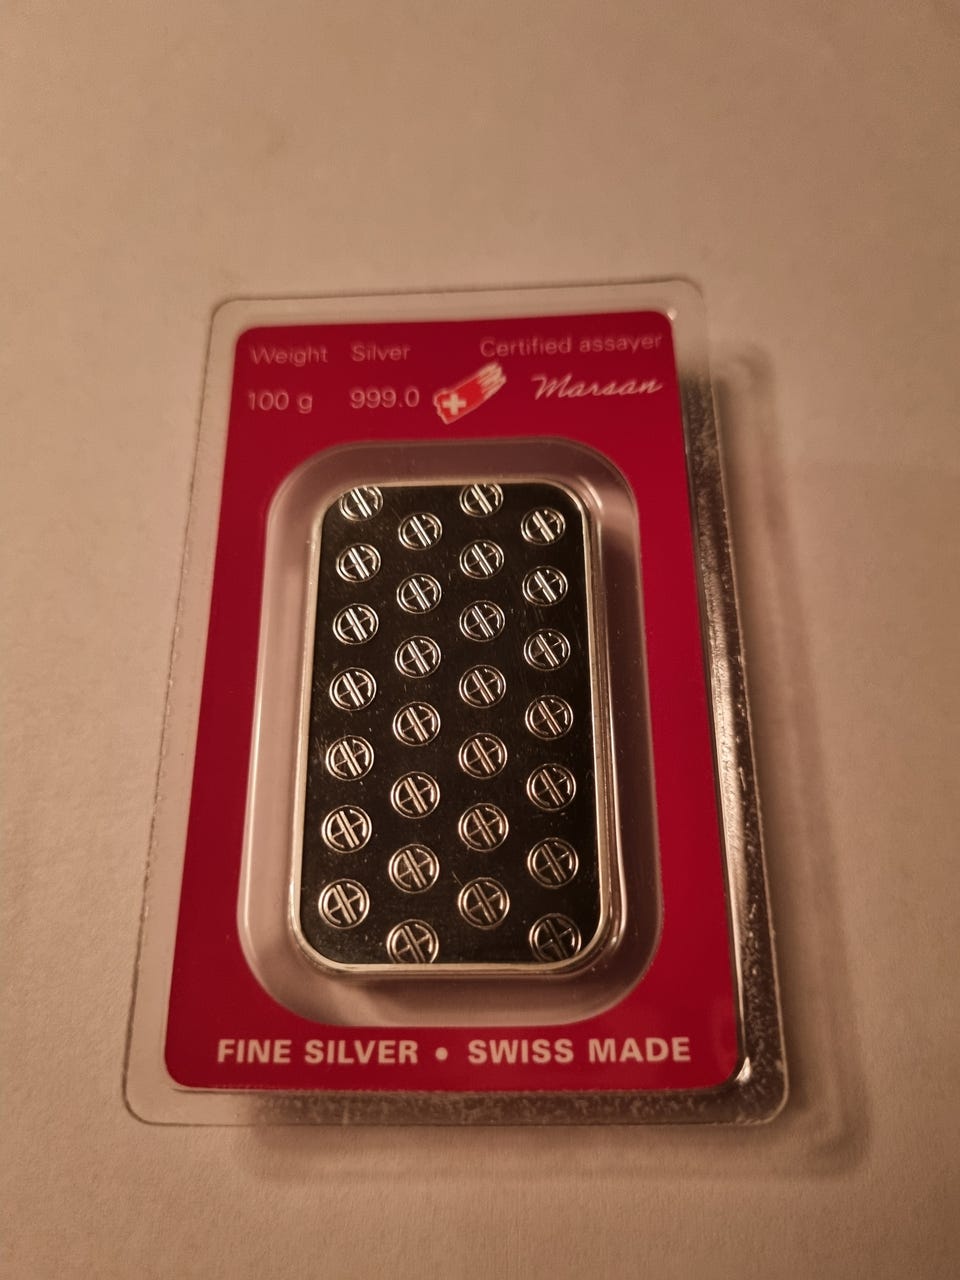 Weight Silver Certified assayer
100 g 999.0 Marsan
FINE SILVER • SWISS MADE